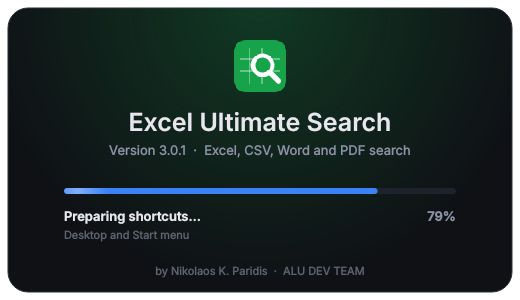 Excel Ultimate Search
Version 3.0.1 · Excel, CSV, Word and PDF search
Preparing shortcuts... 79%
Desktop and Start menu
by Nikolaos K. Paridis · ALU DEV TEAM